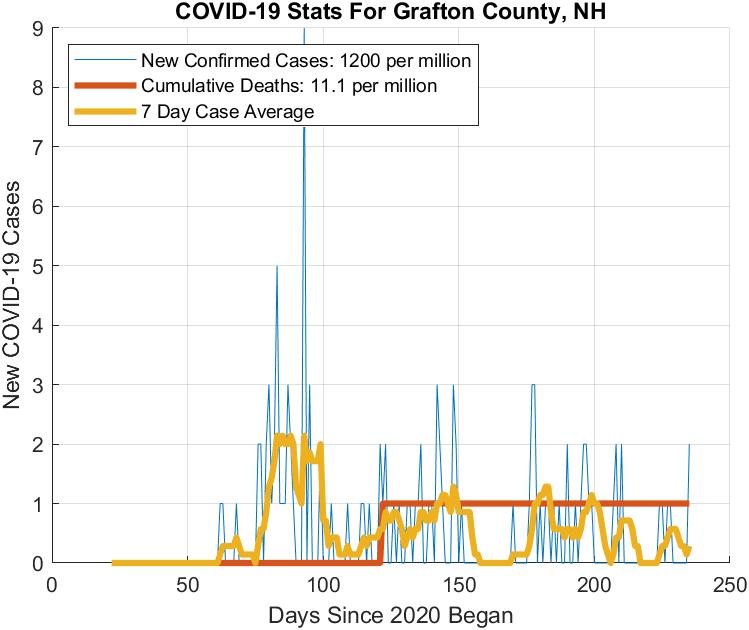 COVID-19 Stats For Grafton County, NH
New Confirmed Cases: 1200 per million
Cumulative Deaths: 11.1 per million
7 Day Case Average
New COVID-19 Cases
9
8
7
6
5
4
3
2
1
0
0 50 100 150 200 250
Days Since 2020 Began